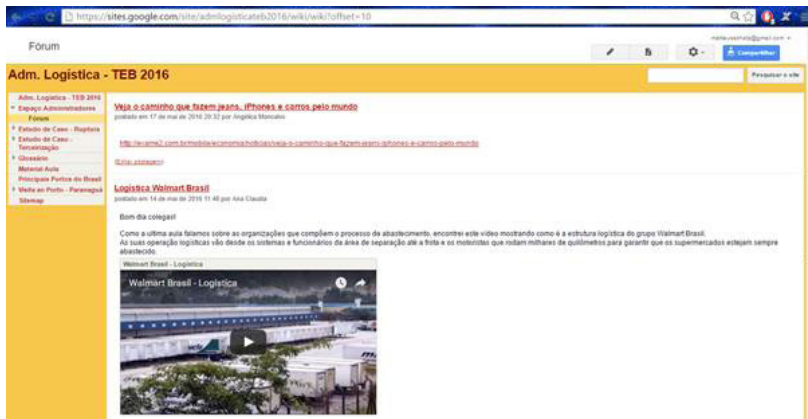 https://sites.google.com/site/admlogisticateb2016/wiki/wiki?offset=10
Fórum
Compartilhar
Adm. Logística - TEB 2016
Pesquisar o site
Adm. Logística - TEB 2016
Espaço Administradores
Fórum
Estudo de Caso - Ruptura
Estudo de Caso - Terceirização
Glossário
Material Aula
Principais Portos do Brasil
Visita ao Porto - Paranaguá
Sitemap
Veja o caminho que fazem jeans, iPhones e carros pelo mundo
postado em 17 de mai de 2016 20:32 por Angélica
Logística Walmart Brasil
postado em 14 de mai de 2016 11:48 por Ana Claudia
Bom dia colegas!
Como a ultima aula falamos sobre as organizações que compõem o processo de abastecimento, encontrei este vídeo mostrando como é a estrutura logística do grupo Walmart Brasil.
As suas operação logísticas vão desde os sistemas e funcionários da área de separação até a frota e os motoristas que rodam milhares de quilômetros para garantir que os supermercados estejam sempre
abastecido.
Walmart Brasil - Logística
Walmart Brasil - Logística